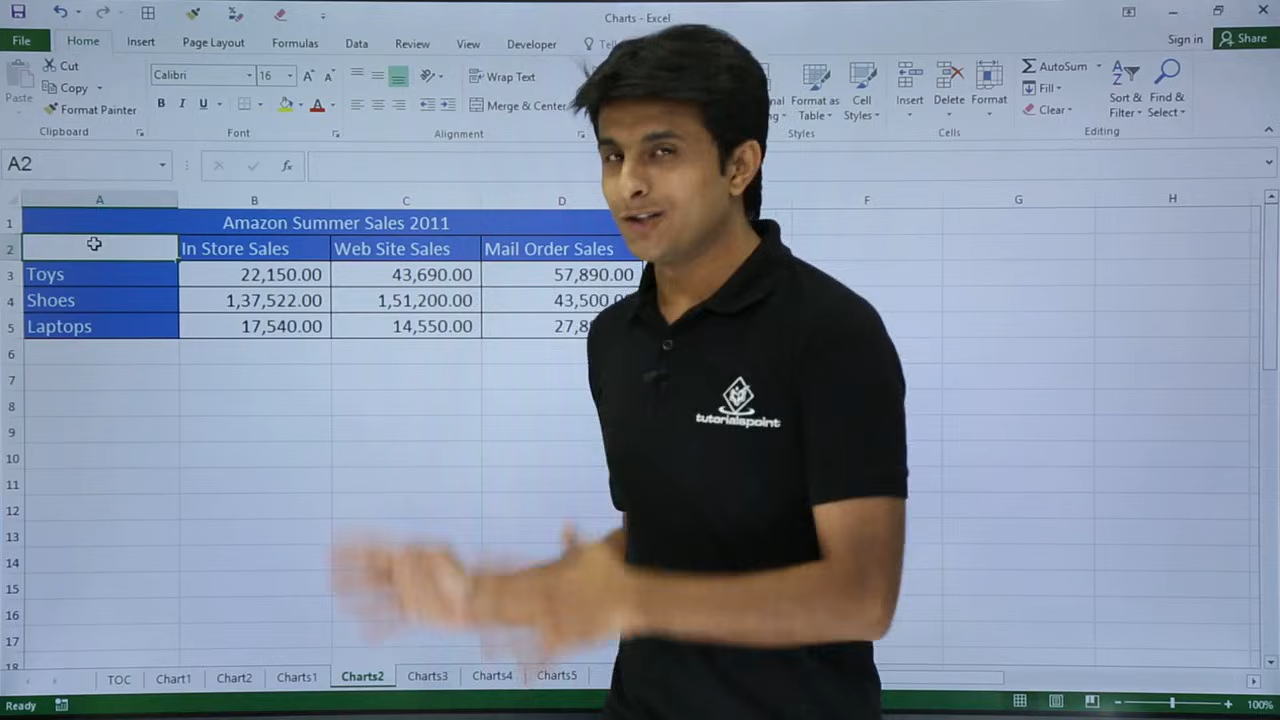 Charts - Excel
Sign in
Share
File
Home
Insert
Page Layout
Formulas
Data
Review
View
Developer
Paste
Cut
Copy
Format Painter
Clipboard
Calibri
16
A
A
B
I
U
A
Font
Wrap Text
Merge & Center
Alignment
Format as
Table
Cell
Styles
Styles
Insert
Delete
Format
Cells
AutoSum
Fill
Clear
Sort &
Filter
Find &
Select
Editing
A2
fx
A B C D F G H
1 Amazon Summer Sales 2011
2 In Store Sales Web Site Sales Mail Order Sales
3 Toys 22,150.00 43,690.00 57,890.00
4 Shoes 1,37,522.00 1,51,200.00 43,500.00
5 Laptops 17,540.00 14,550.00
6
7
8
9
10
11
12
13
14
15
16
17
18
tutorialspoint
TOC Chart1 Chart2 Charts1 Charts2 Charts3 Charts4 Charts5
Ready
100%